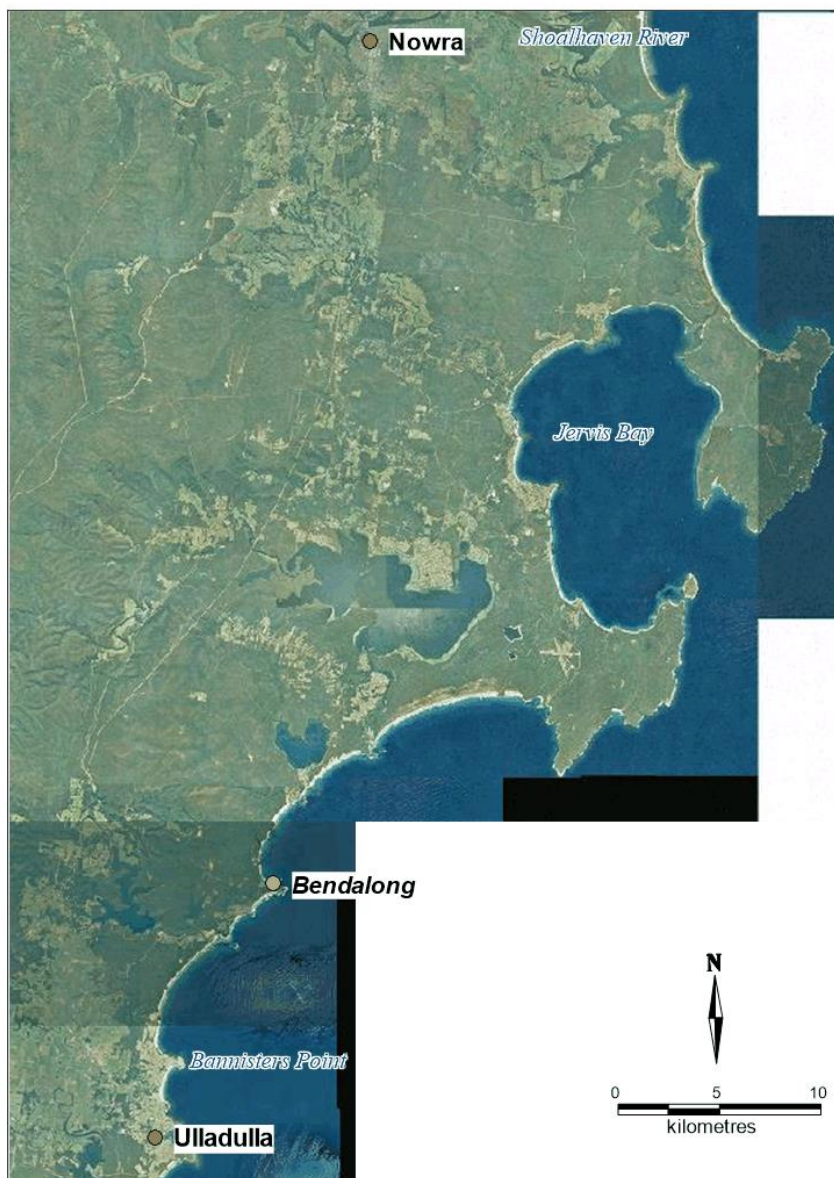 Nowra
Shoalhaven River
Jervis Bay
Bendalong
Bannisters Point
Ulladulla
N
0 5 10
kilometres